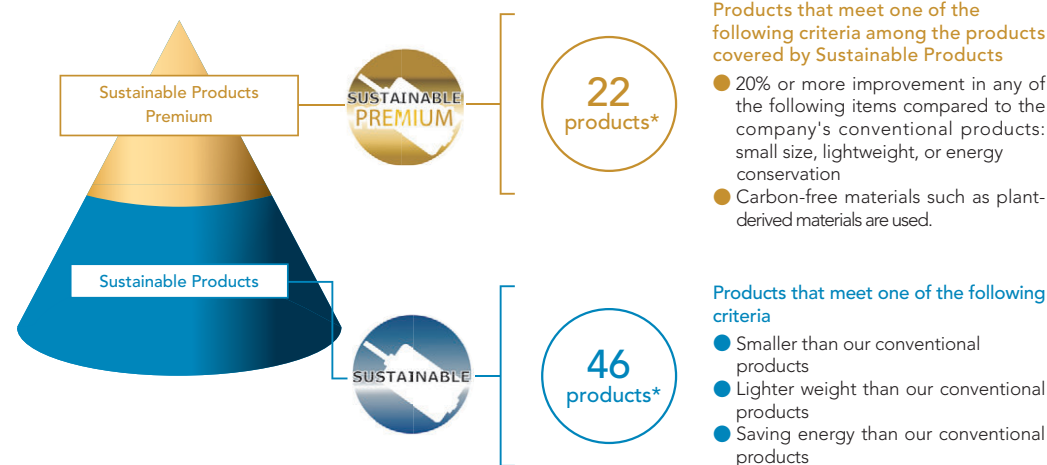 Sustainable Products
Premium
SUSTAINABLE
PREMIUM
22
products*
Products that meet one of the
following criteria among the products
covered by Sustainable Products
● 20% or more improvement in any of
the following items compared to the
company's conventional products:
small size, lightweight, or energy
conservation
● Carbon-free materials such as plant-
derived materials are used.
Sustainable Products
SUSTAINABLE
46
products*
Products that meet one of the following
criteria
● Smaller than our conventional
products
● Lighter weight than our conventional
products
● Saving energy than our conventional
products